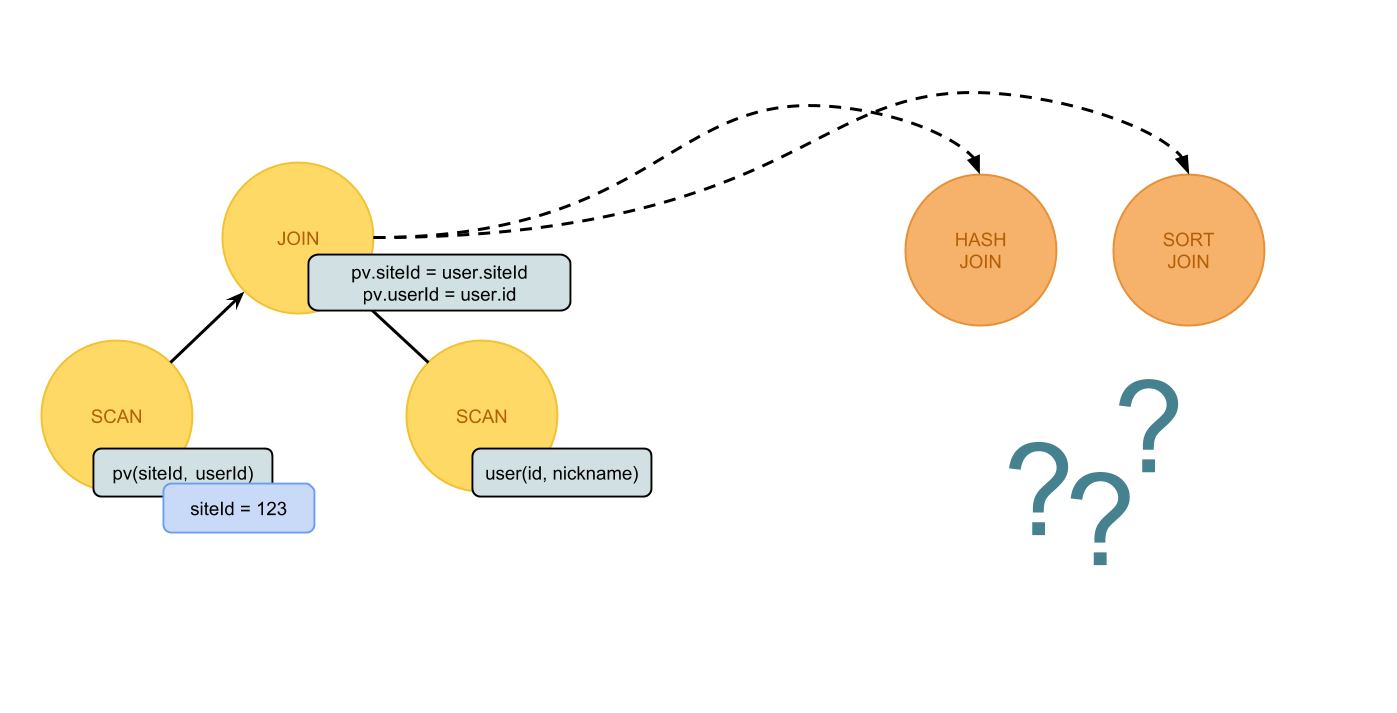 JOIN
pv.siteId = user.siteId
pv.userId = user.id
HASH
JOIN
SORT
JOIN
SCAN
pv(siteId, userId)
siteId = 123
SCAN
user(id, nickname)
?
?
?